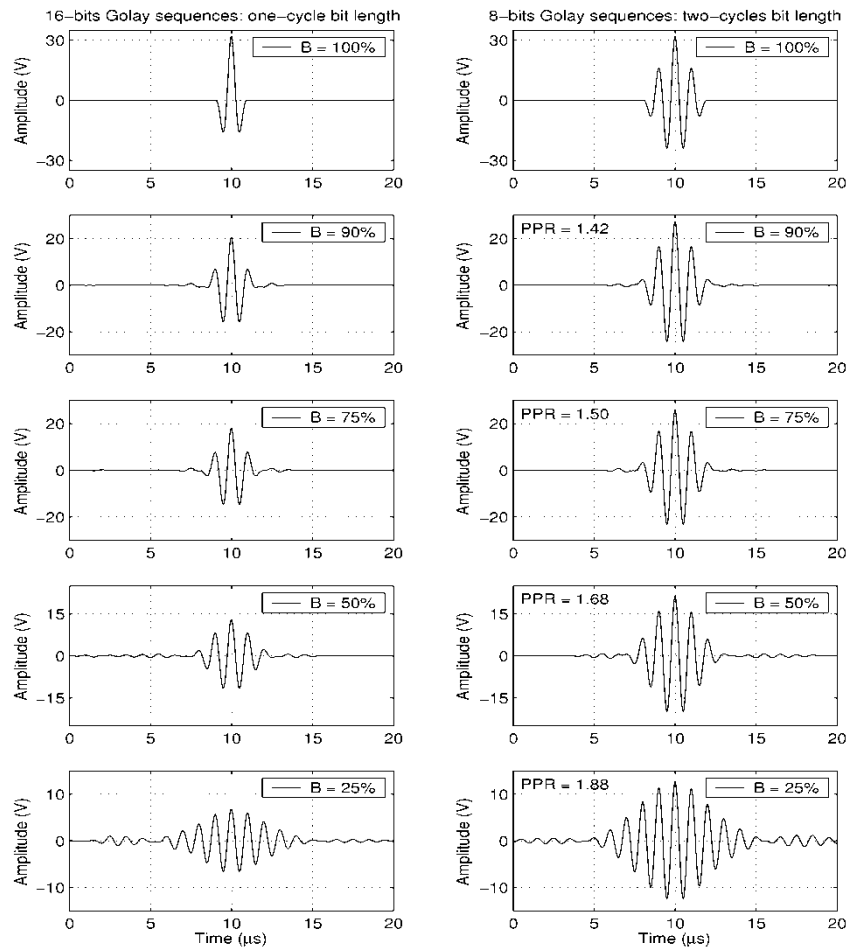 16-bits Golay sequences: one-cycle bit length
8-bits Golay sequences: two-cycles bit length
Amplitude (V)
30
0
-30
B = 100%
0 5 10 15 20
Amplitude (V)
30
0
-30
B = 100%
0 5 10 15 20
Amplitude (V)
20
0
-20
B = 90%
0 5 10 15 20
Amplitude (V)
20
0
-20
PPR = 1.42
B = 90%
0 5 10 15 20
Amplitude (V)
20
0
-20
B = 75%
0 5 10 15 20
Amplitude (V)
20
0
-20
PPR = 1.50
B = 75%
0 5 10 15 20
Amplitude (V)
15
0
-15
B = 50%
0 5 10 15 20
Amplitude (V)
15
0
-15
PPR = 1.68
B = 50%
0 5 10 15 20
Amplitude (V)
10
0
-10
B = 25%
0 5 10 15 20
Time (μs)
Amplitude (V)
10
0
-10
PPR = 1.88
B = 25%
0 5 10 15 20
Time (μs)